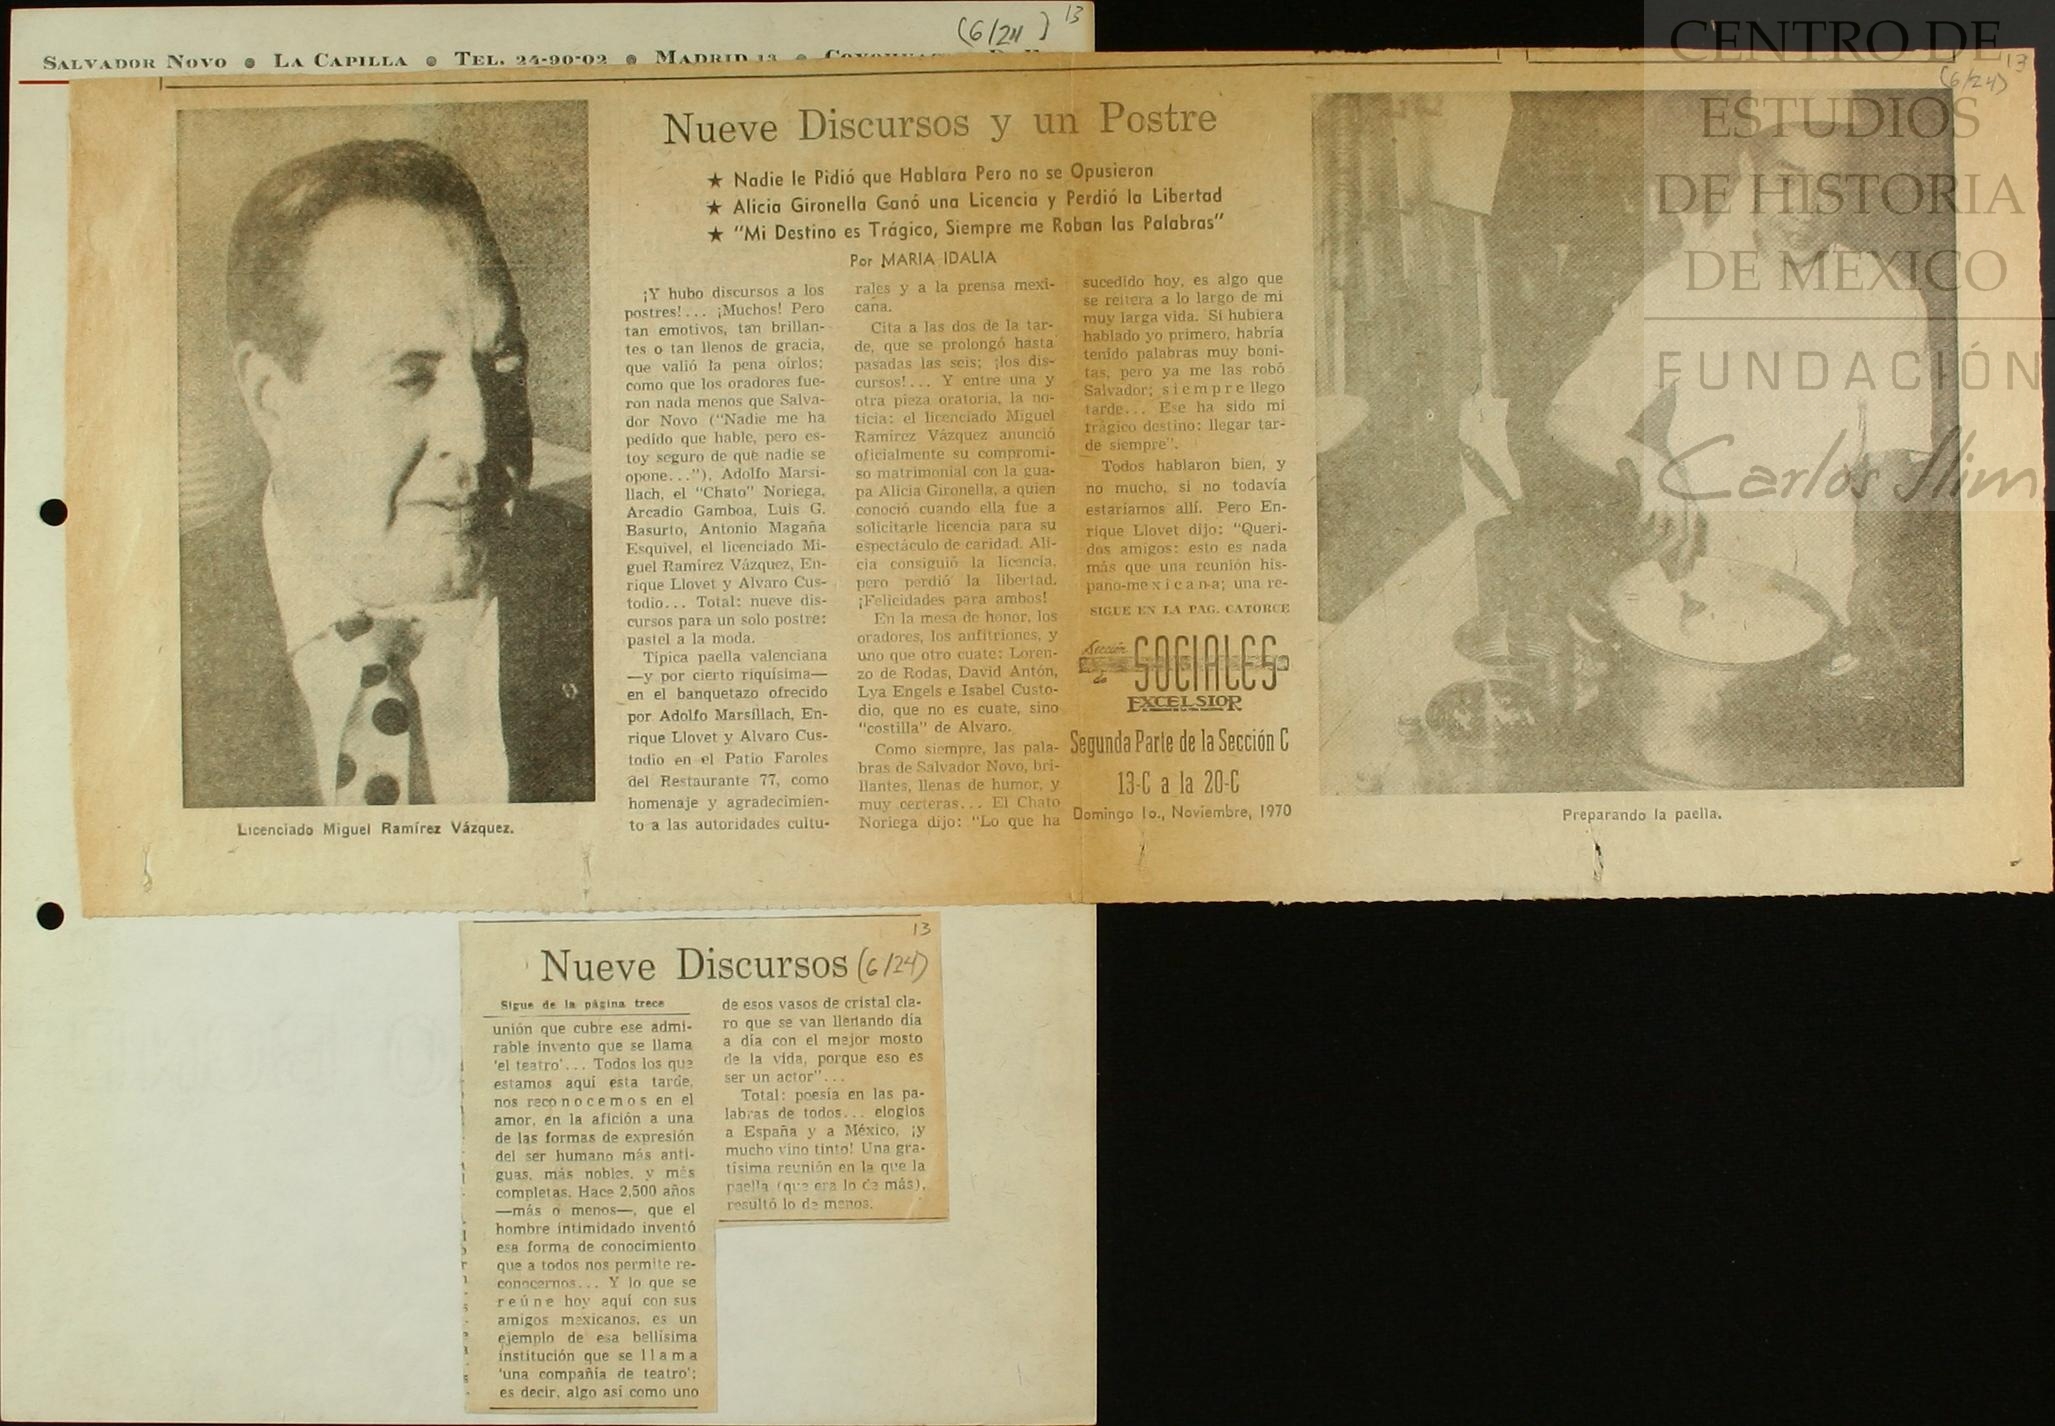 (6/24) 13
SALVADOR NOVO ● LA CAPILLA ● TEL. 24-90-02 ● MADRID 13 ●
13
(6/24)
CENTRO DE
ESTUDIOS
DE HISTORIA
DE MEXICO
FUNDACIÓN
Carlos Slim
Nueve Discursos y un Postre
★ Nadie le Pidió que Hablara Pero no se Opusieron
★ Alicia Gironella Ganó una Licencia y Perdió la Libertad
★ "Mi Destino es Trágico, Siempre me Roban las Palabras"
Por MARIA IDALIA
¡Y hubo discursos a los
postres!... ¡Muchos! Pero
tan emotivos, tan brillan-
tes o tan llenos de gracia,
que valió la pena oírlos;
como que los oradores fue-
ron nada menos que Salva-
dor Novo ("Nadie me ha
pedido que hable, pero es-
toy seguro de que nadie se
opone..."), Adolfo Marsi-
llach, el "Chato" Noriega,
Arcadio Gamboa, Luis G.
Basurto, Antonio Magaña
Esquivel, el licenciado Mi-
guel Ramírez Vázquez, En-
rique Llovet y Alvaro Cus-
todio... Total: nueve dis-
cursos para un solo postre:
pastel a la moda.
Típica paella valenciana
—y por cierto riquísima—
en el banquetazo ofrecido
por Adolfo Marsillach, En-
rique Llovet y Alvaro Cus-
todio en el Patio Faroles
del Restaurante 77, como
homenaje y agradecimien-
to a las autoridades cultu-
rales y a la prensa mexi-
cana.
Cita a las dos de la tar-
de, que se prolongó hasta
pasadas las seis; ¡los dis-
cursos!... Y entre una y
otra pieza oratoria, la no-
ticia: el licenciado Miguel
Ramírez Vázquez anunció
oficialmente su compromi-
so matrimonial con la gua-
pa Alicia Gironella, a quien
conoció cuando ella fue a
solicitarle licencia para su
espectáculo de caridad. Ali-
cia consiguió la licencia,
pero perdió la libertad.
¡Felicidades para ambos!
En la mesa de honor, los
oradores, los anfitriones, y
uno que otro cuate: Loren-
zo de Rodas, David Antón,
Lya Engels e Isabel Custo-
dio, que no es cuate, sino
"costilla" de Alvaro.
Como siempre, las pala-
bras de Salvador Novo, bri-
llantes, llenas de humor, y
muy certeras... El Chato
Noriega dijo: "Lo que ha
sucedido hoy, es algo que
se reitera a lo largo de mi
muy larga vida. Si hubiera
hablado yo primero, habría
tenido palabras muy boni-
tas, pero ya me las robó
Salvador; siempre llego
tarde... Ese ha sido mi
trágico destino: llegar tar-
de siempre".
Todos hablaron bien, y
no mucho, si no todavía
estaríamos allí. Pero En-
rique Llovet dijo: "Queri-
dos amigos: esto es nada
más que una reunión his-
pano-mexicana; una re-
SIGUE EN LA PAG. CATORCE
Sección
de
SOCIALES
EXCELSIOR
Segunda Parte de la Sección C
13-C a la 20-C
Domingo 1o., Noviembre, 1970
Licenciado Miguel Ramírez Vázquez.
Preparando la paella.
13
Nueve Discursos (6/24)
Sigue de la página trece
unión que cubre ese admi-
rable invento que se llama
'el teatro'... Todos los que
estamos aquí esta tarde,
nos reconocemos en el
amor, en la afición a una
de las formas de expresión
del ser humano más anti-
guas, más nobles, y más
completas. Hace 2,500 años
—más o menos—, que el
hombre intimidado inventó
esa forma de conocimiento
que a todos nos permite re-
conocernos... Y lo que se
reúne hoy aquí con sus
amigos mexicanos, es un
ejemplo de esa bellísima
institución que se llama
'una compañía de teatro';
es decir, algo así como uno
de esos vasos de cristal cla-
ro que se van llenando día
a día con el mejor mosto
de la vida, porque eso es
ser un actor"...
Total: poesía en las pa-
labras de todos... elogios
a España y a México, ¡y
mucho vino tinto! Una gra-
tísima reunión en la que la
paella (que era lo de más),
resultó lo de menos.